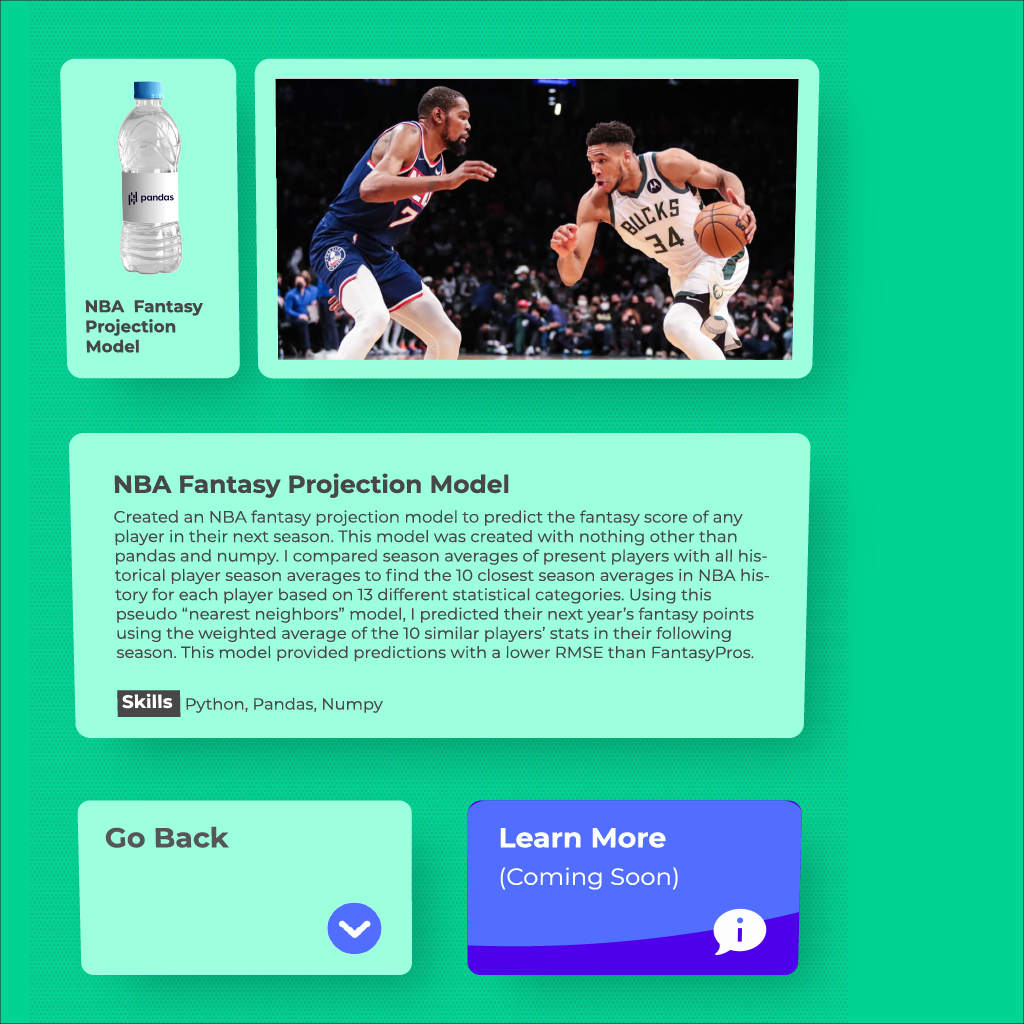 pandas
NBA  Fantasy
Projection
Model
7
BUCKS
34
NBA Fantasy Projection Model
Created an NBA fantasy projection model to predict the fantasy score of any
player in their next season. This model was created with nothing other than
pandas and numpy. I compared season averages of present players with all his-
torical player season averages to find the 10 closest season averages in NBA his-
tory for each player based on 13 different statistical categories. Using this
pseudo “nearest neighbors” model, I predicted their next year’s fantasy points
using the weighted average of the 10 similar players’ stats in their following
season. This model provided predictions with a lower RMSE than FantasyPros.
Skills Python, Pandas, Numpy
Go Back
Learn More
(Coming Soon)
i